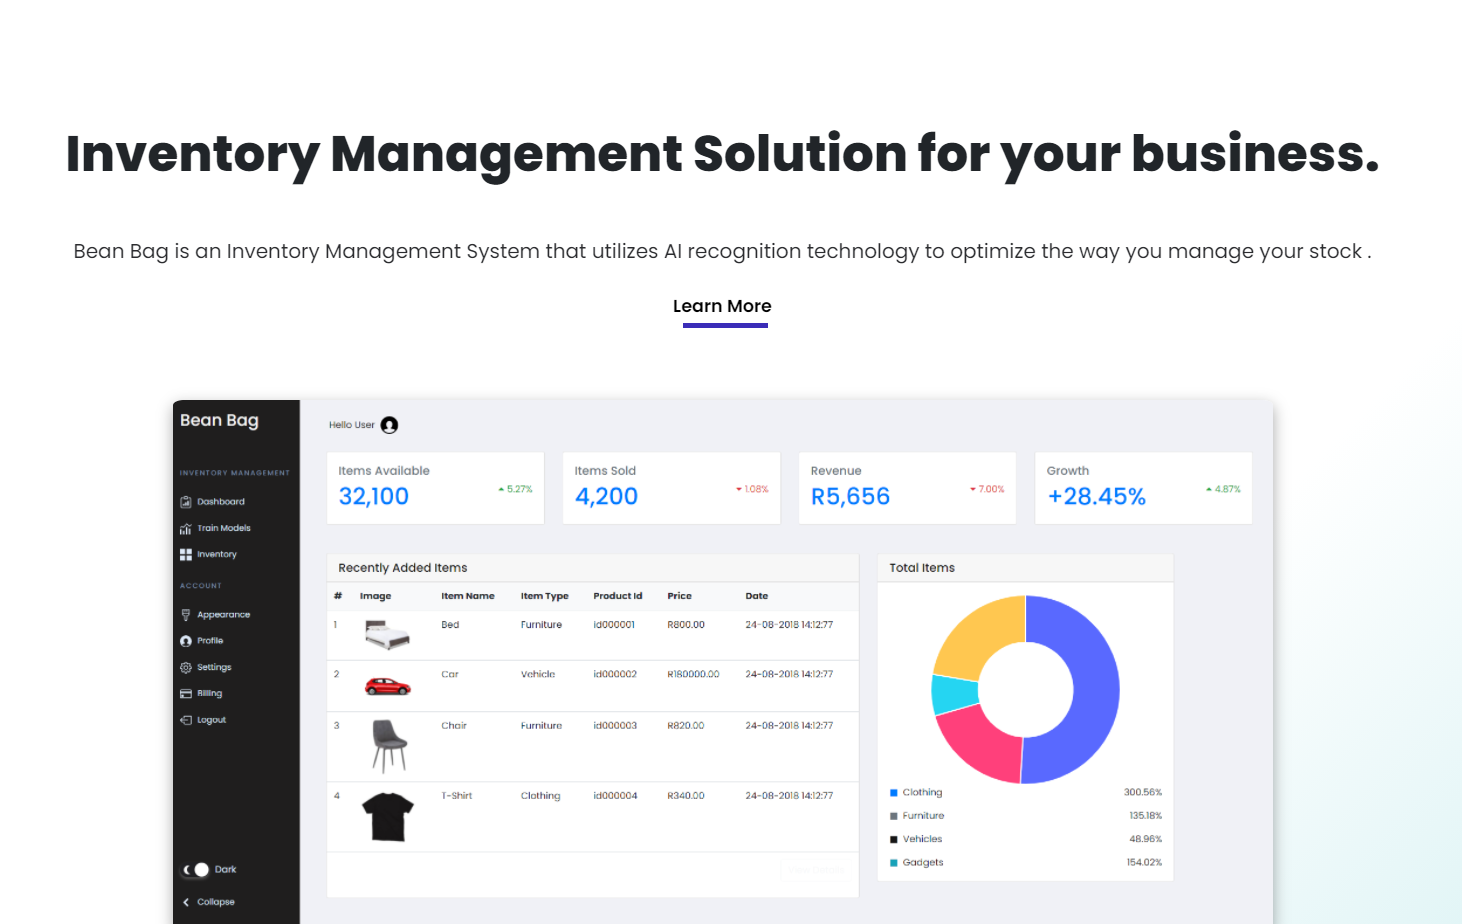 Inventory Management Solution for your business.
Bean Bag is an Inventory Management System that utilizes AI recognition technology to optimize the way you manage your stock .
Learn More
Bean Bag
INVENTORY MANAGEMENT
Dashboard
Train Models
Inventory
ACCOUNT
Appearance
Profile
Settings
Billing
Logout
Dark
Collapse
Hello User
Items Available
32,100
5.27%
Items Sold
4,200
1.08%
Revenue
R5,656
7.00%
Growth
+28.45%
4.87%
Recently Added Items
# Image Item Name Item Type Product Id Price Date
1 Bed Furniture id000001 R800.00 24-08-2018 14:12:77
2 Car Vehicle id000002 R180000.00 24-08-2018 14:12:77
3 Chair Furniture id000003 R820.00 24-08-2018 14:12:77
4 T-Shirt Clothing id000004 R340.00 24-08-2018 14:12:77
Total Items
Clothing 300.56%
Furniture 135.18%
Vehicles 48.96%
Gadgets 154.02%